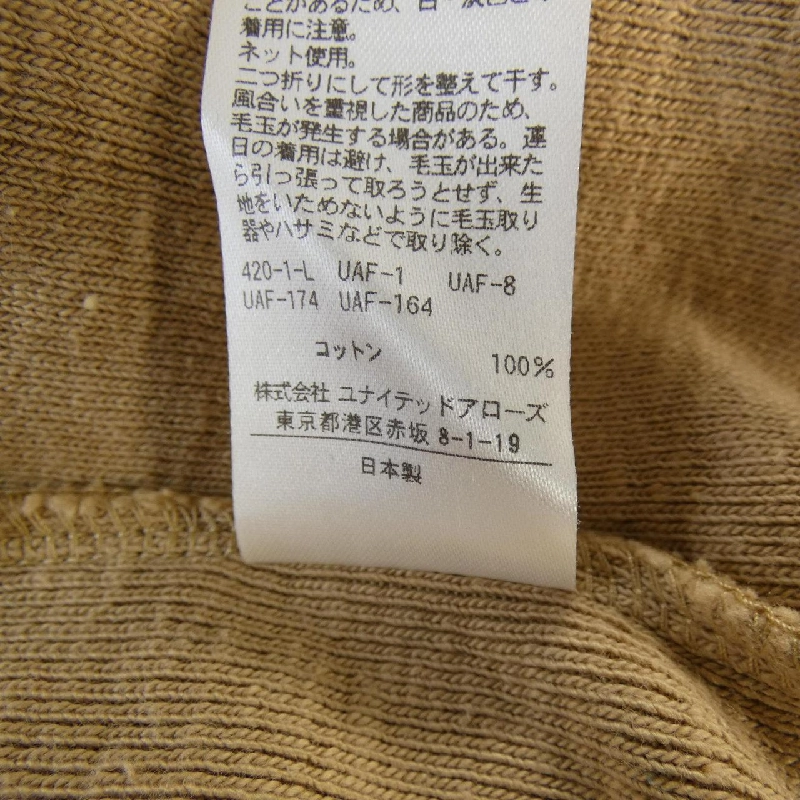 ことがあるため、白・淡色との
着用に注意。
ネット使用。
二つ折りにして形を整えて干す。
風合いを重視した商品のため、
毛玉が発生する場合がある。連
日の着用は避け、毛玉が出来た
ら引っ張って取ろうとせず、生
地をいためないように毛玉取り
器やハサミなどで取り除く。
420-1-L UAF-1 UAF-8
UAF-174 UAF-164
コットン 100%
株式会社 ユナイテッドアローズ
東京都港区赤坂 8-1-19
日本製